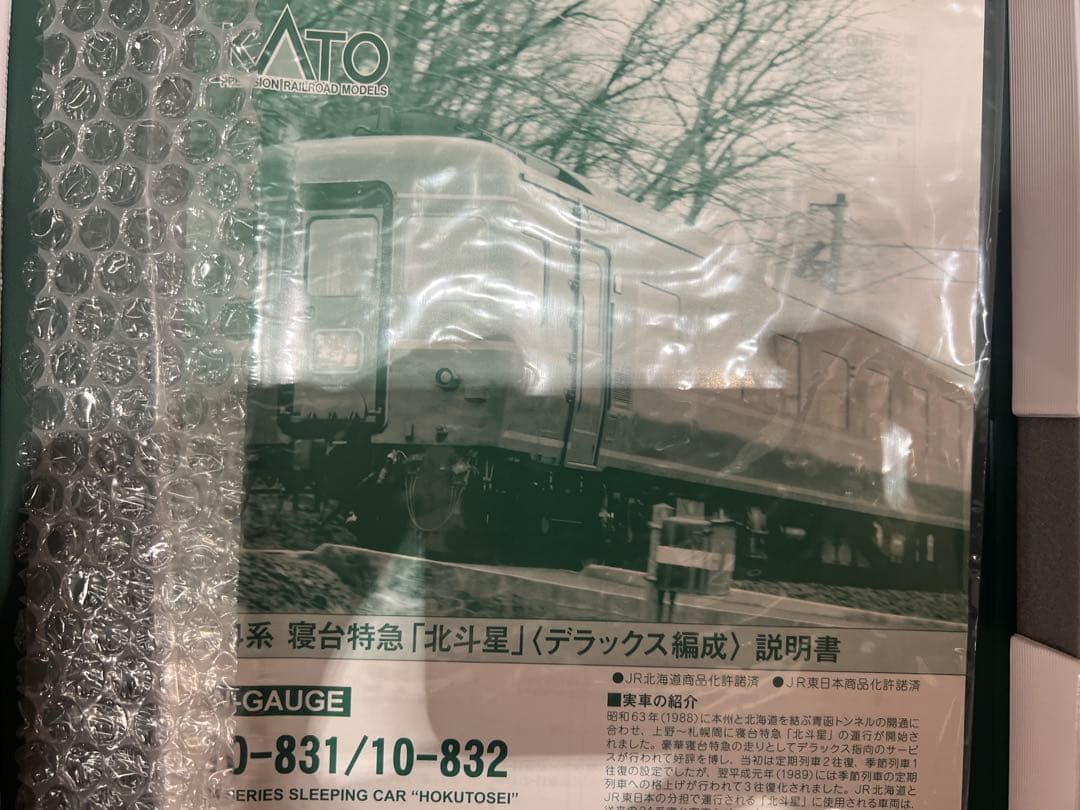 KATO
PRECISION RAILROAD MODELS
4系 寝台特急「北斗星」〈デラックス編成〉 説明書
●JR北海道商品化許諾済 ●JR東日本商品化許諾済
-GAUGE
0-831/10-832
SERIES SLEEPING CAR “HOKUTOSEI”
■実車の紹介
昭和63年(1988)に本州と北海道を結ぶ青函トンネルの開通に
合わせ、上野〜札幌間に寝台特急「北斗星」の運行が開始さ
れました。豪華寝台特急の走りとしてデラックス指向のサービ
スが行われて好評を博し、当初は定期列車2往復、季節列車1
往復の設定でしたが、翌平成元年(1989)には季節列車の定期
列車への格上げが行われて3往復化されました。JR北海道と
JR東日本の分担で運行される「北斗星」に使用される車両は、